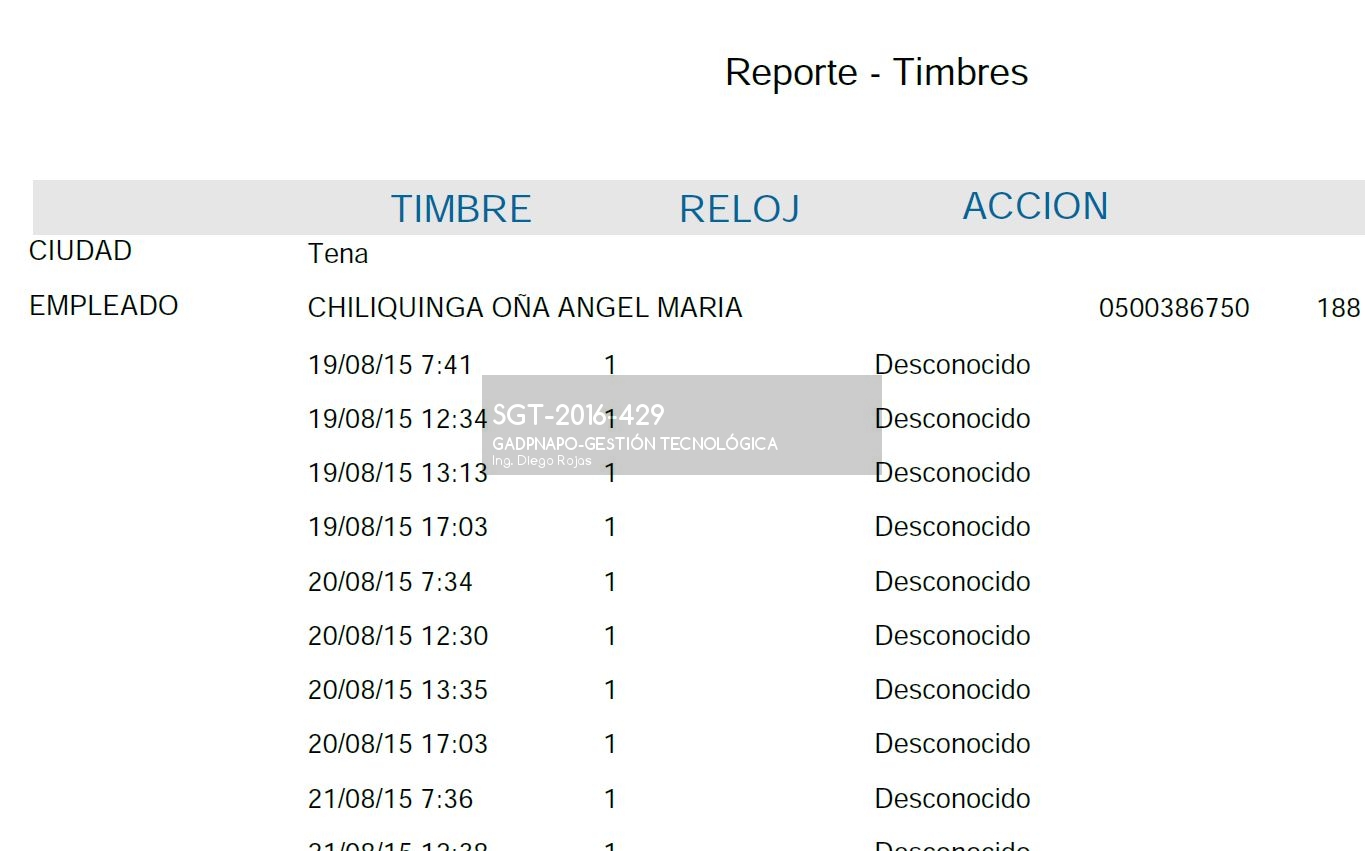 Reporte - Timbres
TIMBRE RELOJ ACCION
CIUDAD Tena
EMPLEADO CHILIQUINGA OÑA ANGEL MARIA 0500386750 188
19/08/15 7:41 1 Desconocido
19/08/15 12:34 1 Desconocido
SGT-2016-429
GADPNAPO-GESTIÓN TECNOLÓGICA
Ing. Diego Rojas
19/08/15 13:13 1 Desconocido
19/08/15 17:03 1 Desconocido
20/08/15 7:34 1 Desconocido
20/08/15 12:30 1 Desconocido
20/08/15 13:35 1 Desconocido
20/08/15 17:03 1 Desconocido
21/08/15 7:36 1 Desconocido
21/08/15 12:38 1 Desconocido